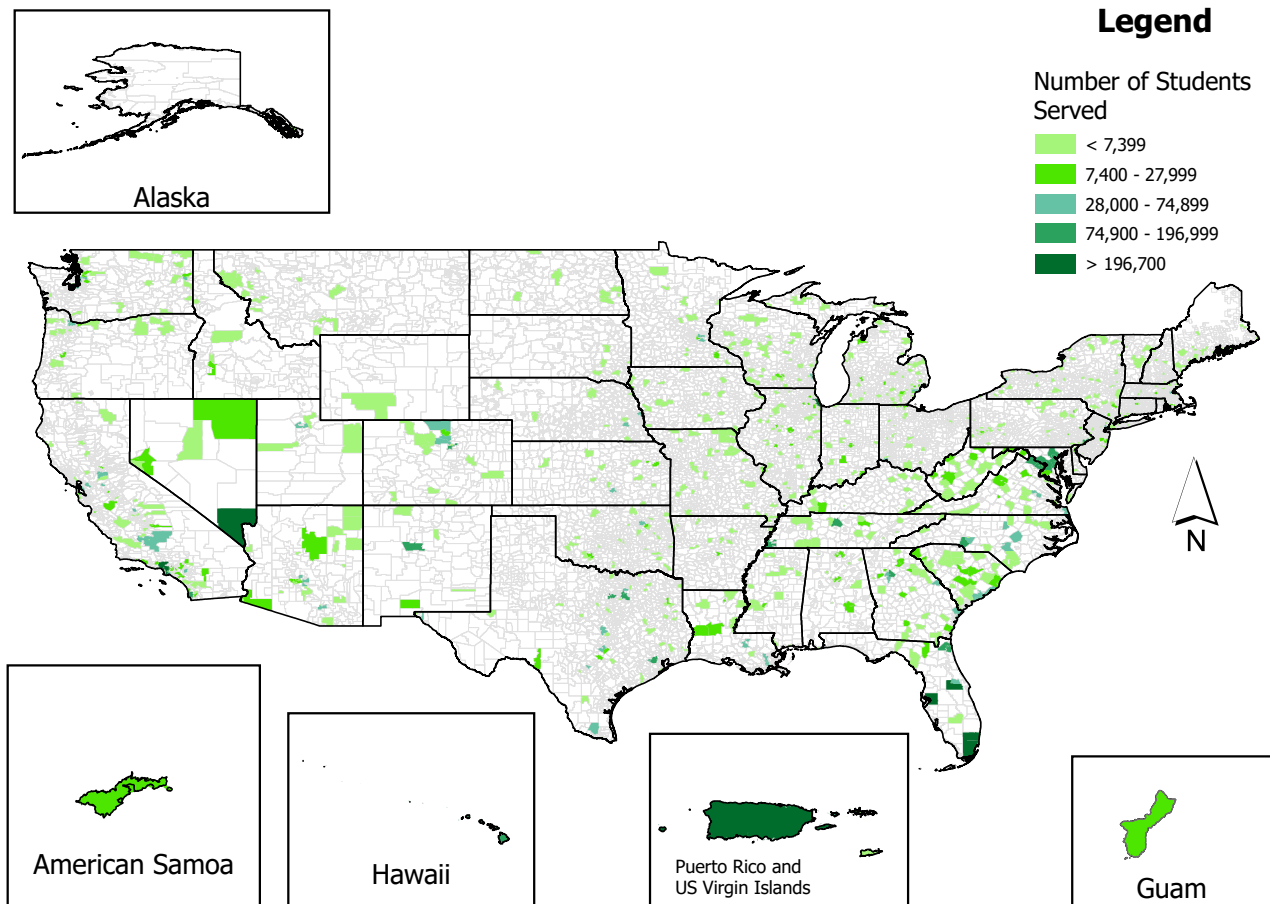 Legend
Number of Students
Served
< 7,399
7,400 - 27,999
28,000 - 74,899
74,900 - 196,999
> 196,700
Alaska
N
American Samoa
Hawaii
Puerto Rico and
US Virgin Islands
Guam